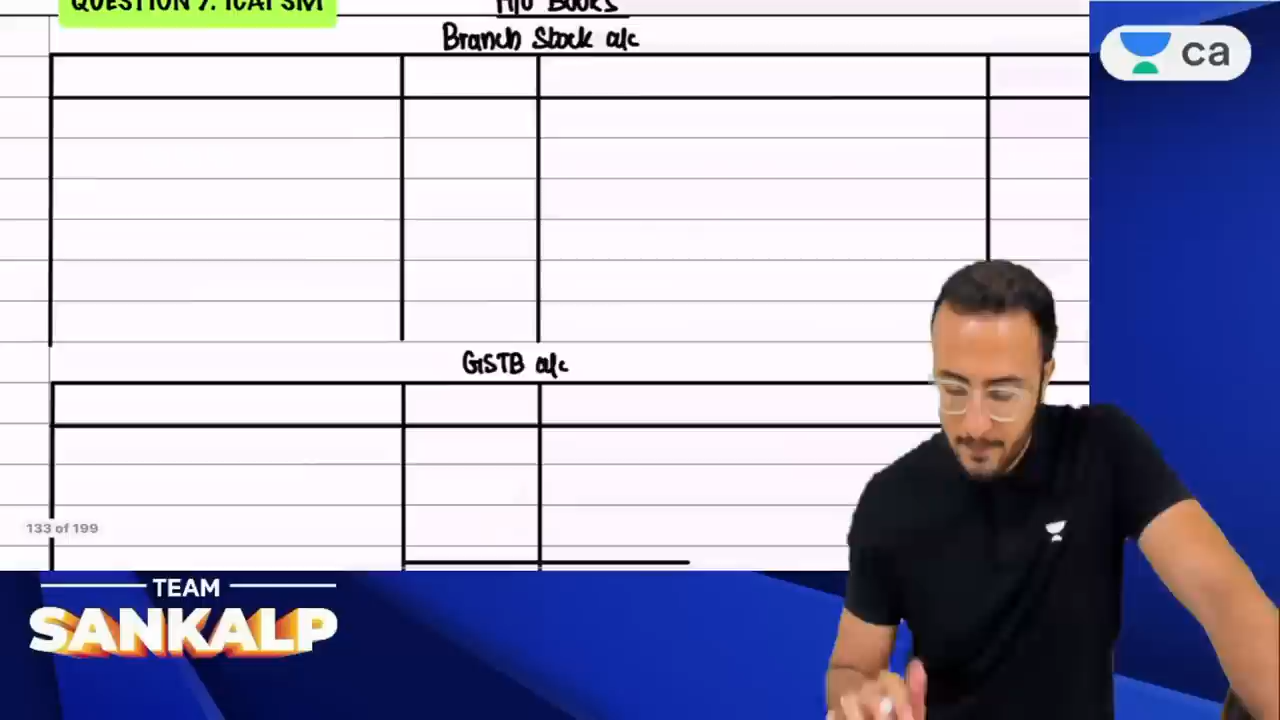 QUESTION 7: ICAI SM
H/O Books
Branch Stock a/c
ca
GSTB a/c
133 of 199
TEAM
SANKALP